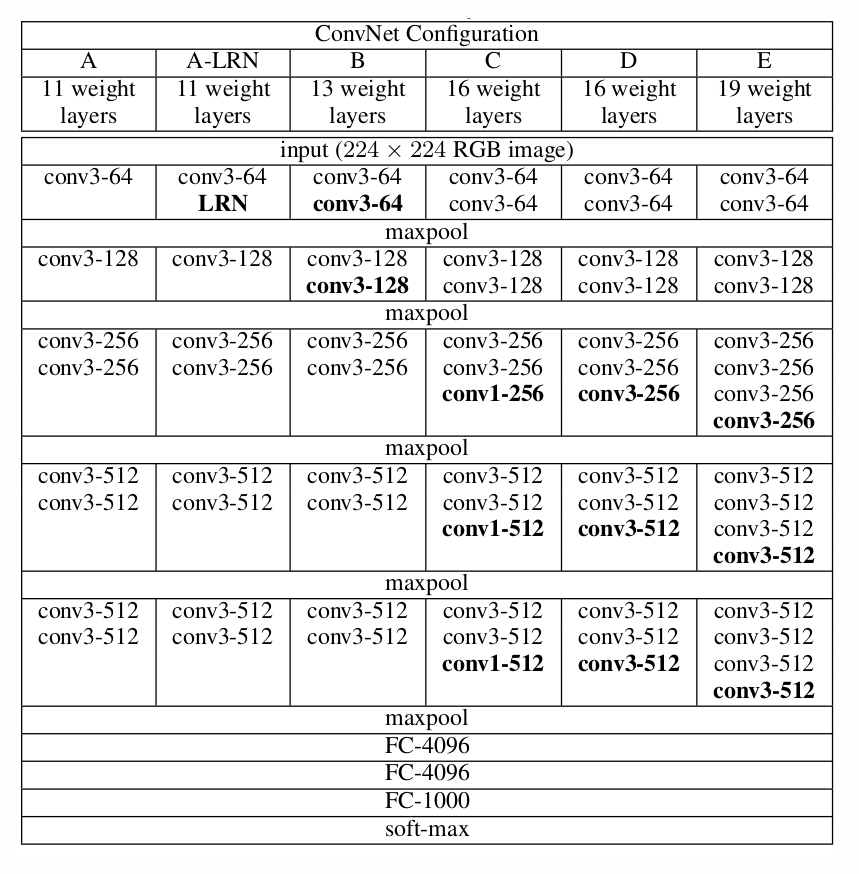 ConvNet Configuration
A A-LRN B C D E
11 weight 11 weight 13 weight 16 weight 16 weight 19 weight
layers layers layers layers layers layers
input (224 × 224 RGB image)
conv3-64 conv3-64 conv3-64 conv3-64 conv3-64 conv3-64
LRN conv3-64 conv3-64 conv3-64 conv3-64
maxpool
conv3-128 conv3-128 conv3-128 conv3-128 conv3-128 conv3-128
conv3-128 conv3-128 conv3-128 conv3-128
maxpool
conv3-256 conv3-256 conv3-256 conv3-256 conv3-256 conv3-256
conv3-256 conv3-256 conv3-256 conv3-256 conv3-256 conv3-256
conv1-256 conv3-256 conv3-256
conv3-256
maxpool
conv3-512 conv3-512 conv3-512 conv3-512 conv3-512 conv3-512
conv3-512 conv3-512 conv3-512 conv3-512 conv3-512 conv3-512
conv1-512 conv3-512 conv3-512
conv3-512
maxpool
conv3-512 conv3-512 conv3-512 conv3-512 conv3-512 conv3-512
conv3-512 conv3-512 conv3-512 conv3-512 conv3-512 conv3-512
conv1-512 conv3-512 conv3-512
conv3-512
maxpool
FC-4096
FC-4096
FC-1000
soft-max